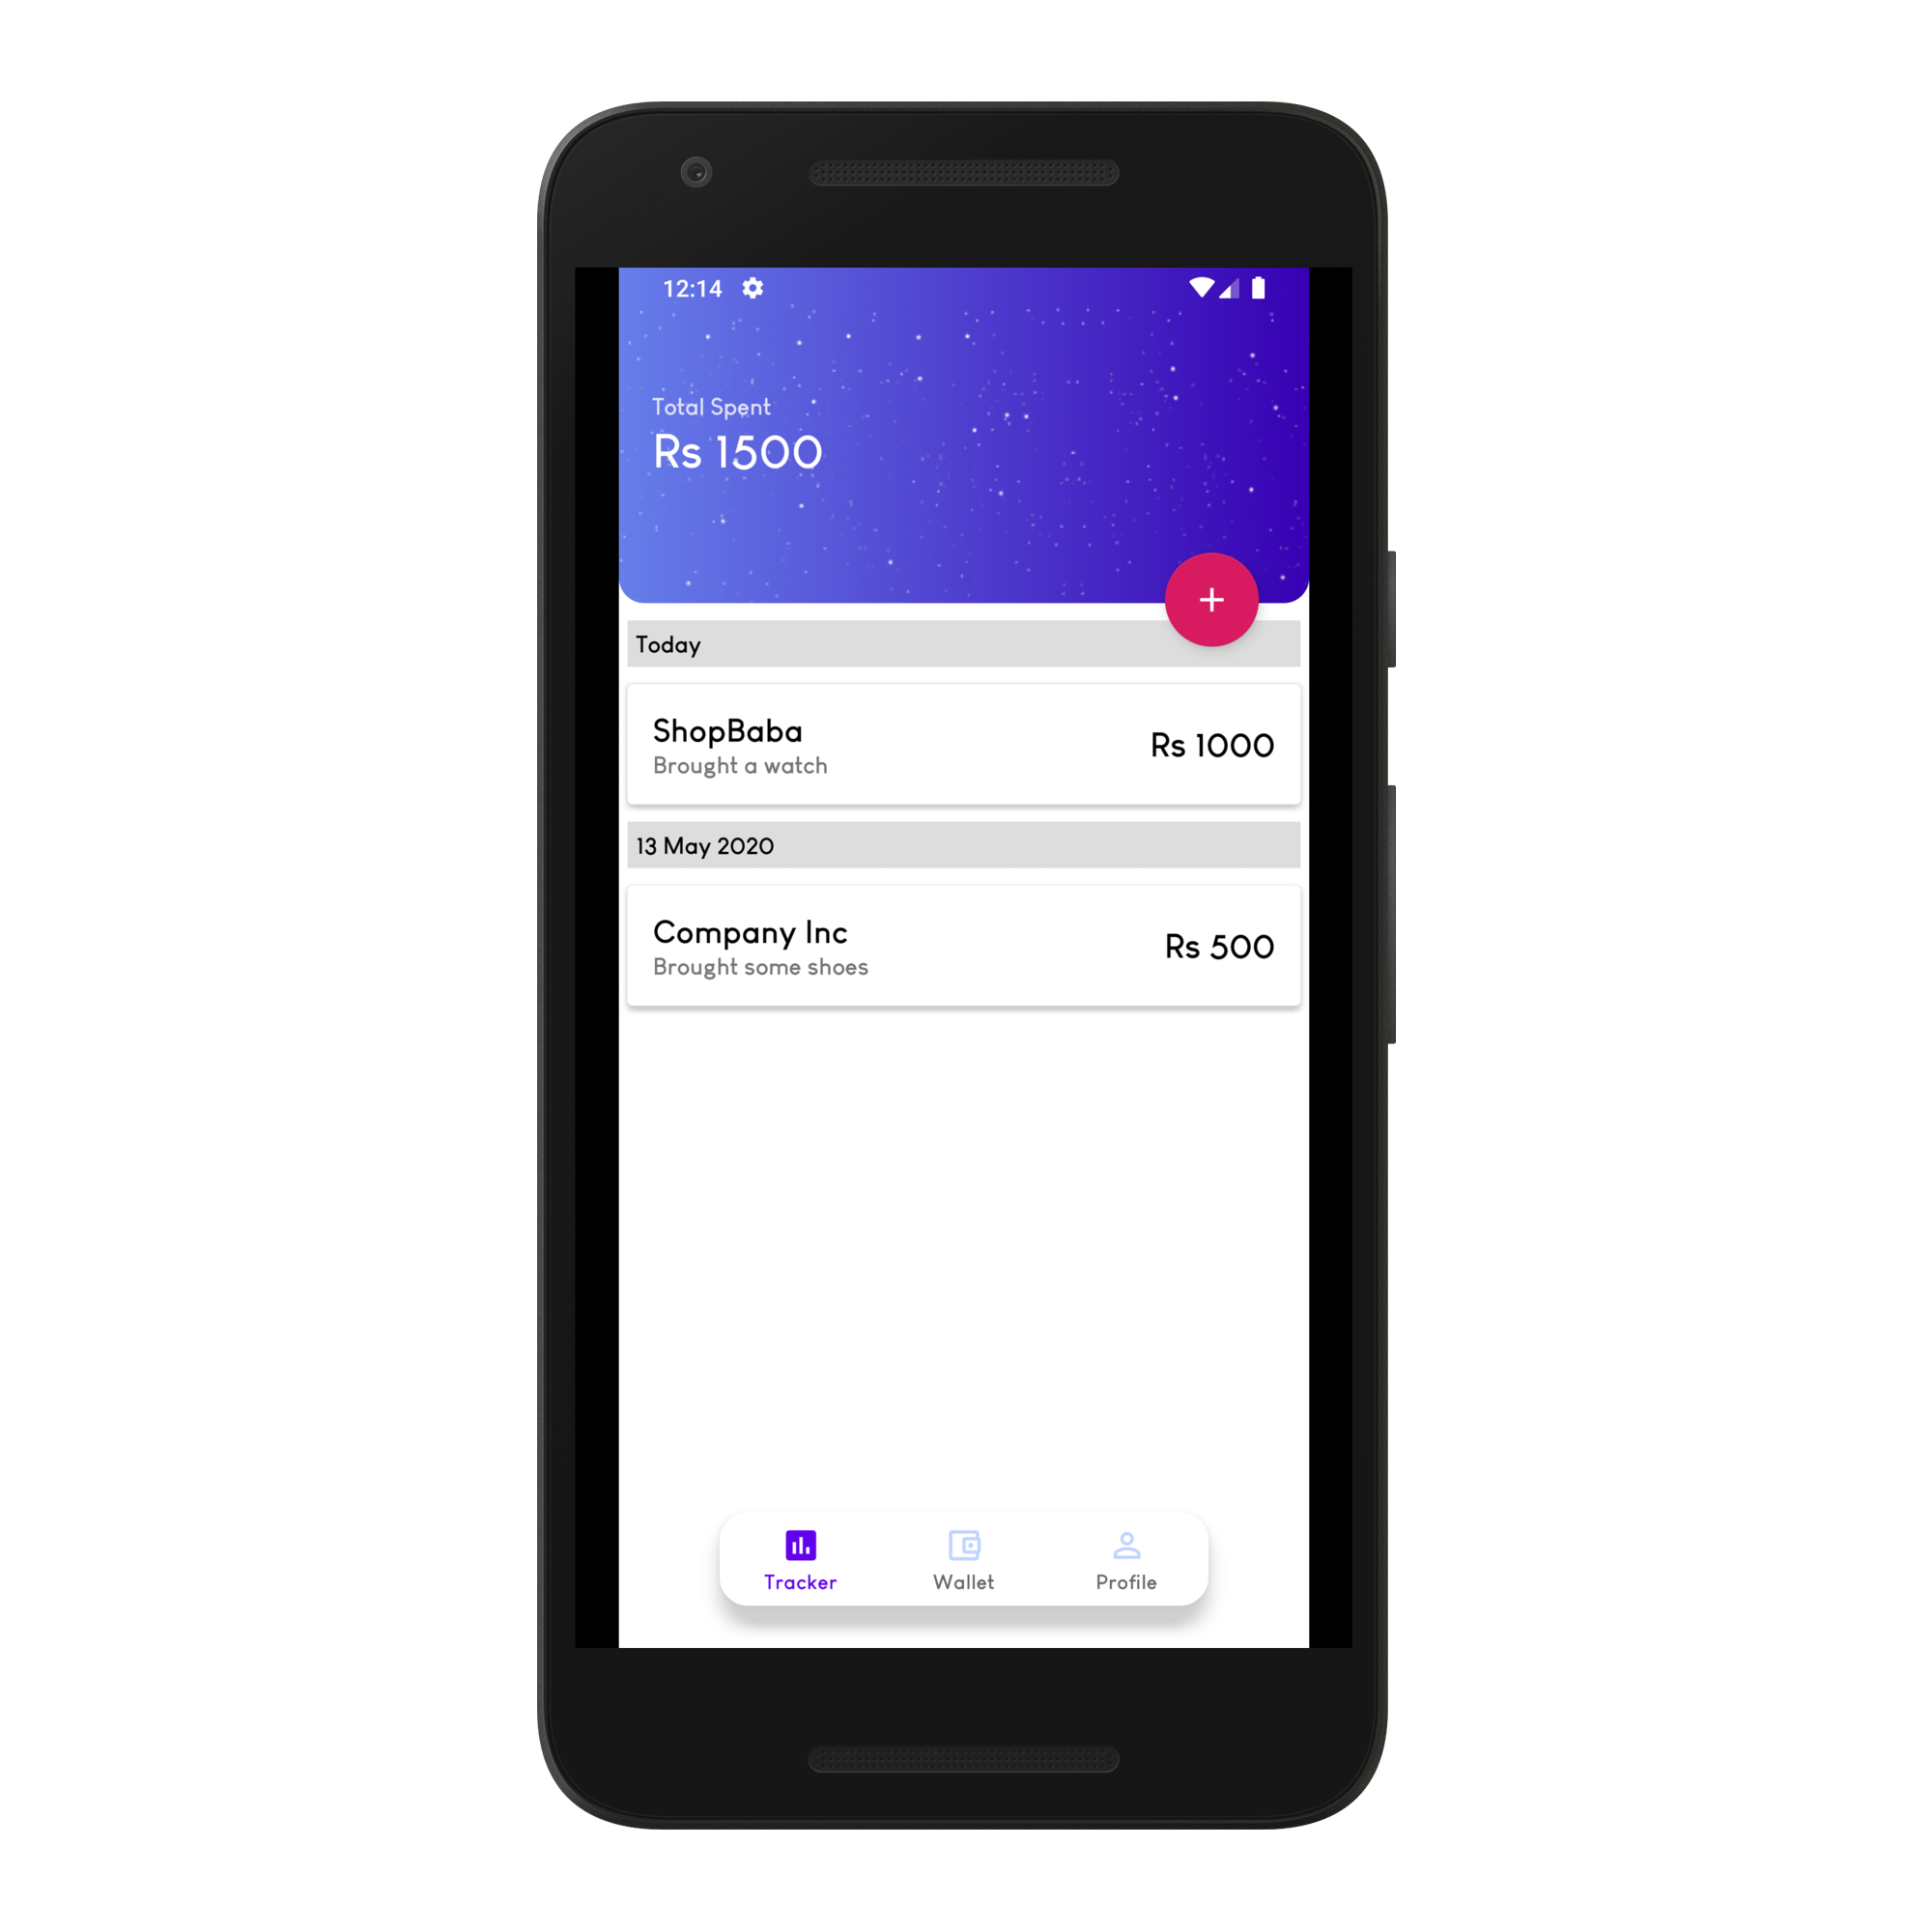 12:14
Total Spent
Rs 1500
+
Today
ShopBaba
Rs 1000
Brought a watch
13 May 2020
Company Inc
Rs 500
Brought some shoes
Tracker Wallet Profile